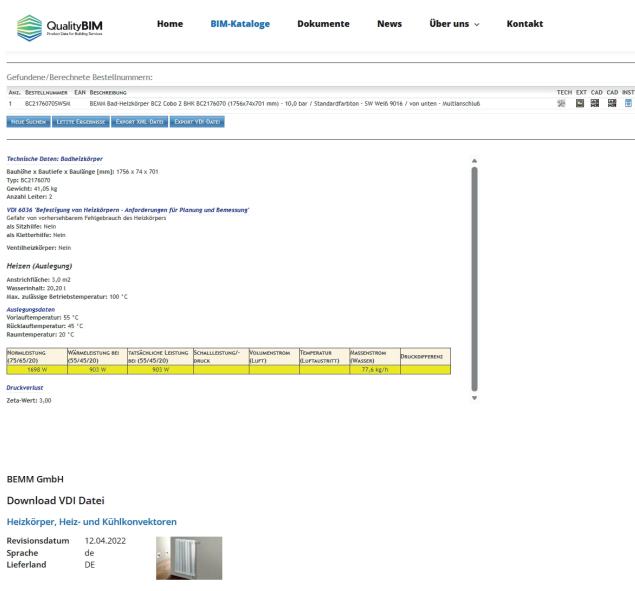 QualityBIM
Product Data for Building Services
Home
BIM-Kataloge
Dokumente
News
Über uns
Kontakt
Gefundene/Berechnete Bestellnummern:
Anz. Bestellnummer EAN Beschreibung TECH EXT CAD CAD INST
1 BC2176070SWSM BEMM Bad-Heizkörper BC2 Cobo 2 BHK BC2176070 (1756x74x701 mm) - 10,0 bar / Standardfarbton - SW Weiß 9016 / von unten - Multianschluß
Neue Suchen Letzte Ergebnisse Export XML-Datei Export VDI-Datei
Technische Daten: Badheizkörper
Bauhöhe x Bautiefe x Baulänge [mm]: 1756 x 74 x 701
Typ: BC2176070
Gewicht: 41,05 kg
Anzahl Leiter: 2
VDI 6036 'Befestigung von Heizkörpern - Anforderungen für Planung und Bemessung'
Gefahr von vorhersehbarem Fehlgebrauch des Heizkörpers
als Sitzhilfe: Nein
als Kletterhilfe: Nein
Ventilheizkörper: Nein
Heizen (Auslegung)
Anstrichfläche: 3,0 m2
Wasserinhalt: 20,20 l
Max. zulässige Betriebstemperatur: 100 °C
Auslegungsdaten
Vorlauftemperatur: 55 °C
Rücklauftemperatur: 45 °C
Raumtemperatur: 20 °C
Normleistung (75/65/20)
Wärmeleistung bei (55/45/20)
tatsächliche Leistung bei (55/45/20)
Schallleistung/-druck
Volumenstrom (Luft)
Temperatur (Luftaustritt)
Massenstrom (Wasser)
Druckdifferenz
1698 W 903 W 903 W 77,6 kg/h
Druckverlust
Zeta-Wert: 3,00
BEMM GmbH
Download VDI Datei
Heizkörper, Heiz- und Kühlkonvektoren
Revisionsdatum 12.04.2022
Sprache de
Lieferland DE